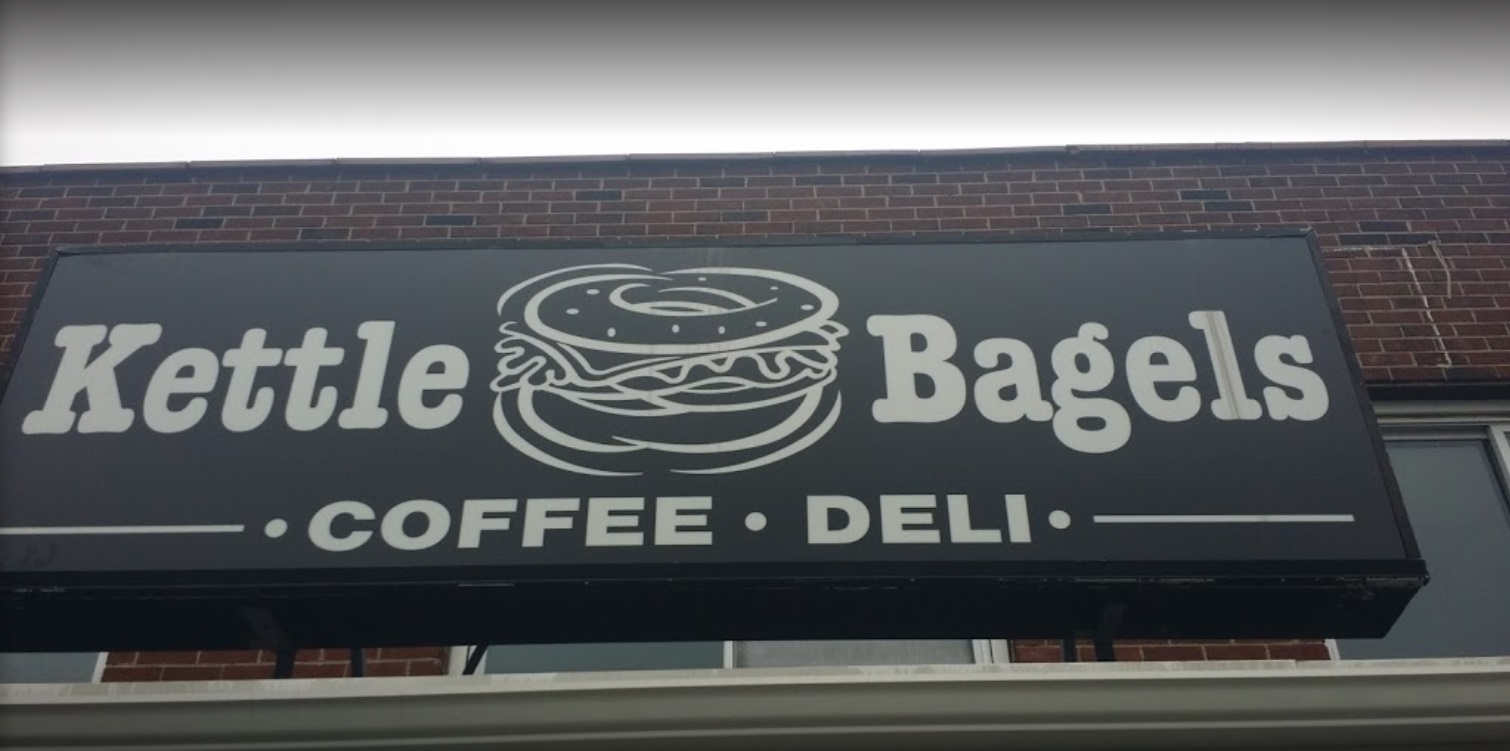 Kettle Bagels
• COFFEE • DELI •